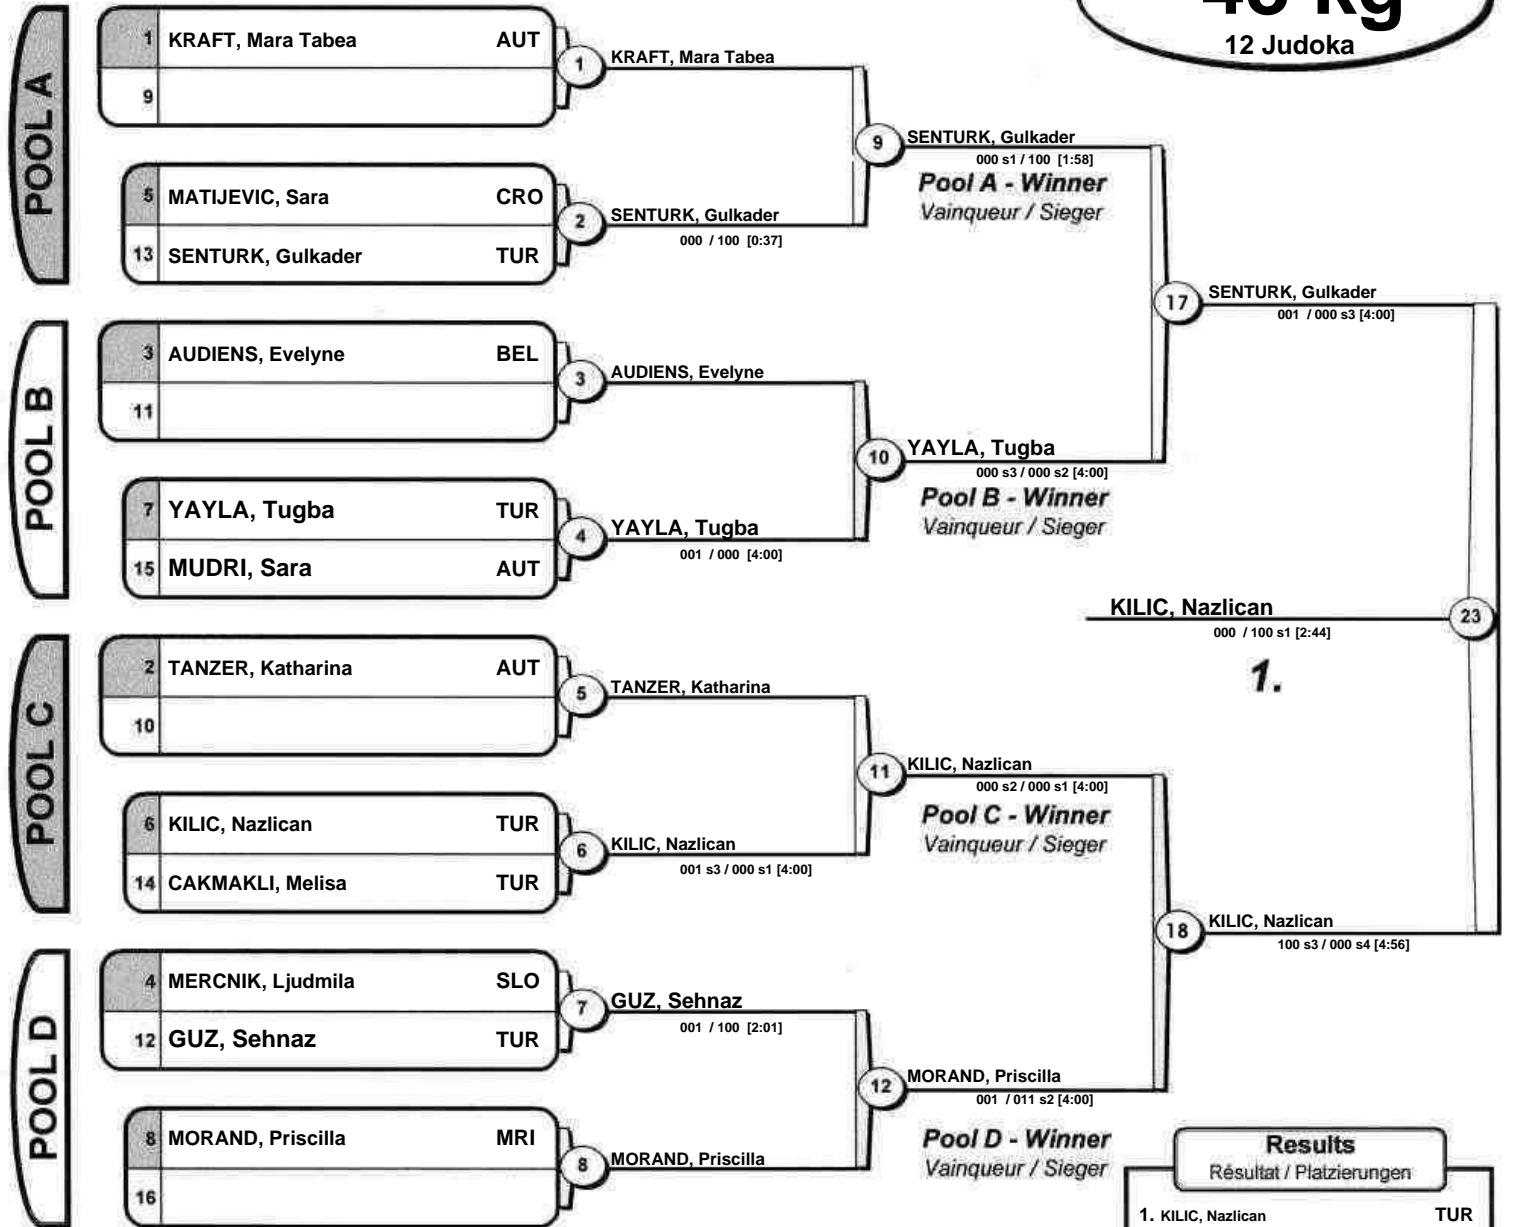 48 kg
12 Judoka
POOL A
1 KRAFT, Mara Tabea AUT
9
1 KRAFT, Mara Tabea
5 MATIJEVIC, Sara CRO
13 SENTURK, Gulkader TUR
2 SENTURK, Gulkader
000 / 100 [0:37]
9 SENTURK, Gulkader
000 s1 / 100 [1:58]
Pool A - Winner
Vainqueur / Sieger
POOL B
3 AUDIENS, Evelyne BEL
11
3 AUDIENS, Evelyne
7 YAYLA, Tugba TUR
15 MUDRI, Sara AUT
4 YAYLA, Tugba
001 / 000 [4:00]
10 YAYLA, Tugba
000 s3 / 000 s2 [4:00]
Pool B - Winner
Vainqueur / Sieger
17 SENTURK, Gulkader
001 / 000 s3 [4:00]
KILIC, Nazlican 23
000 / 100 s1 [2:44]
1.
POOL C
2 TANZER, Katharina AUT
10
5 TANZER, Katharina
6 KILIC, Nazlican TUR
14 CAKMAKLI, Melisa TUR
6 KILIC, Nazlican
001 s3 / 000 s1 [4:00]
11 KILIC, Nazlican
000 s2 / 000 s1 [4:00]
Pool C - Winner
Vainqueur / Sieger
18 KILIC, Nazlican
100 s3 / 000 s4 [4:56]
POOL D
4 MERCNIK, Ljudmila SLO
12 GUZ, Sehnaz TUR
7 GUZ, Sehnaz
001 / 100 [2:01]
8 MORAND, Priscilla MRI
16
8 MORAND, Priscilla
12 MORAND, Priscilla
001 / 011 s2 [4:00]
Pool D - Winner
Vainqueur / Sieger
Results
Résultat / Platzierungen
1. KILIC, Nazlican TUR